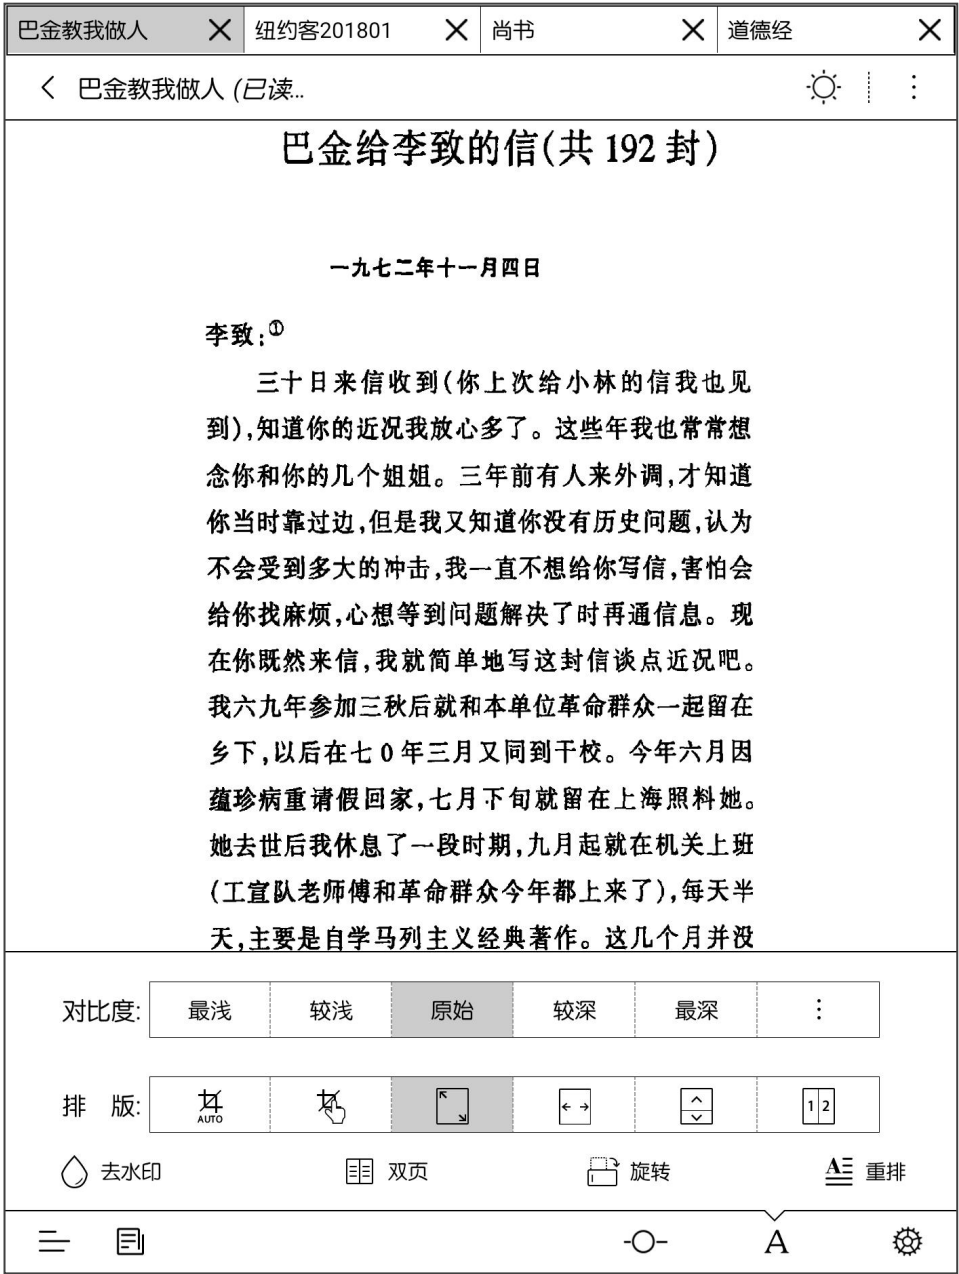 巴金教我做人 纽约客201801 尚书 道德经
巴金教我做人 (已读...
巴金给李致的信(共 192 封)
一九七二年十一月四日
李致:①
三十日来信收到(你上次给小林的信我也见
到),知道你的近况我放心多了。这些年我也常常想
念你和你的几个姐姐。三年前有人来外调,才知道
你当时靠过边,但是我又知道你没有历史问题,认为
不会受到多大的冲击,我一直不想给你写信,害怕会
给你找麻烦,心想等到问题解决了时再通信息。现
在你既然来信,我就简单地写这封信谈点近况吧。
我六九年参加三秋后就和本单位革命群众一起留在
乡下,以后在七0年三月又同到干校。今年六月因
蕴珍病重请假回家,七月下旬就留在上海照料她。
她去世后我休息了一段时期,九月起就在机关上班
(工宣队老师傅和革命群众今年都上来了),每天半
天,主要是自学马列主义经典著作。这几个月并没
对比度: 最浅 较浅 原始 较深 最深
排 版: AUTO 1 2
去水印 双页 旋转 A 重排
A